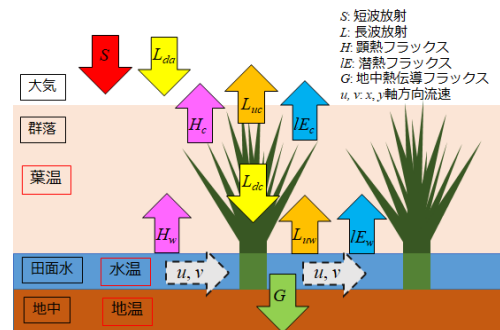 S: 短波放射
L: 長波放射
H: 顕熱フラックス
lE: 潜熱フラックス
G: 地中熱伝導フラックス
u, v: x, y軸方向流速
S
Lda
大気
Hc
Luc
lEc
群落
葉温
Ldc
Hw
Luw
lEw
田面水
水温
u, v
u, v
地中
地温
G